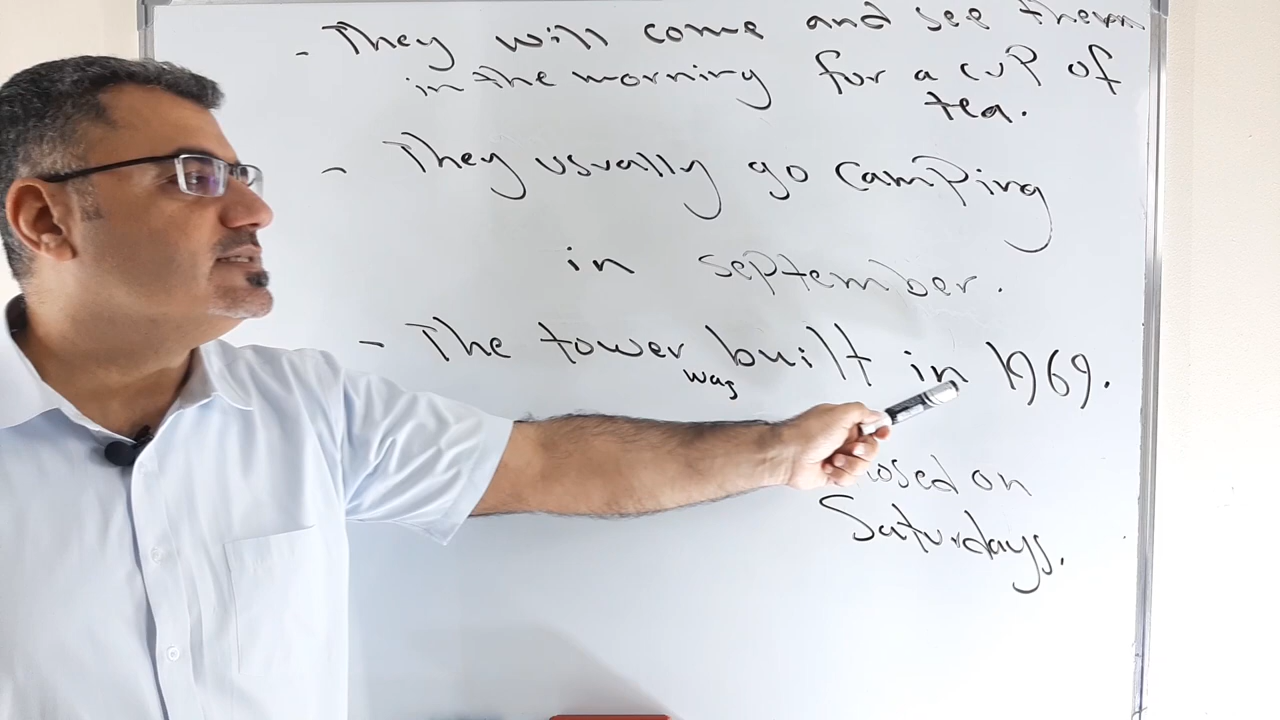 - They will come and see them
in the morning for a cup of
tea.
- They usually go camping
in september.
- The tower built in 1969.
was
on
Saturdays.